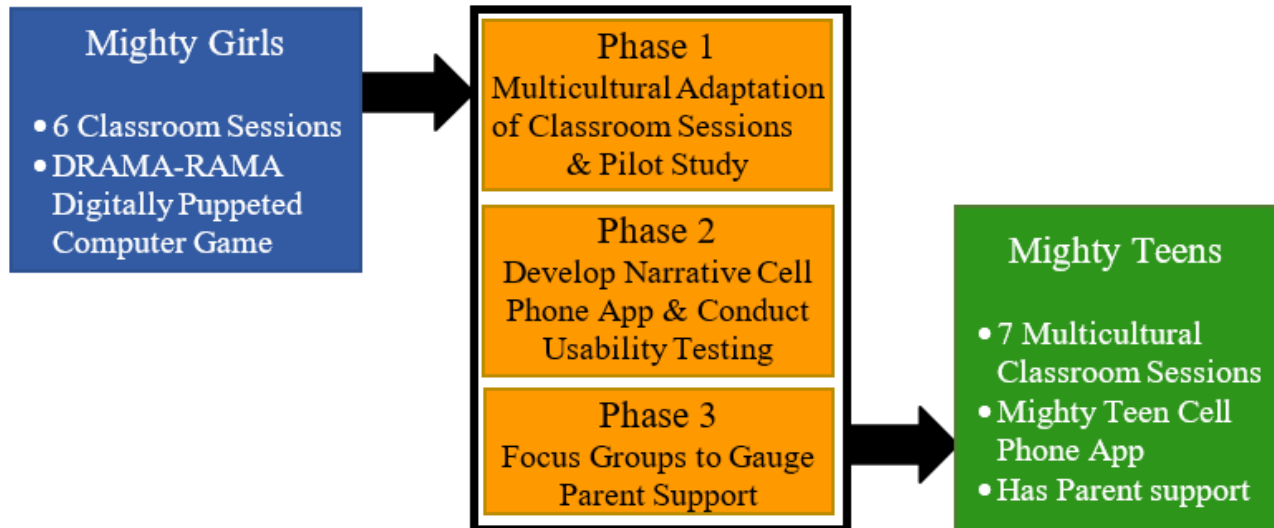 Mighty Girls
• 6 Classroom Sessions
• DRAMA-RAMA
Digitally Puppeted
Computer Game
Phase 1
Multicultural Adaptation
of Classroom Sessions
& Pilot Study
Phase 2
Develop Narrative Cell
Phone App & Conduct
Usability Testing
Phase 3
Focus Groups to Gauge
Parent Support
Mighty Teens
• 7 Multicultural
Classroom Sessions
• Mighty Teen Cell
Phone App
• Has Parent support